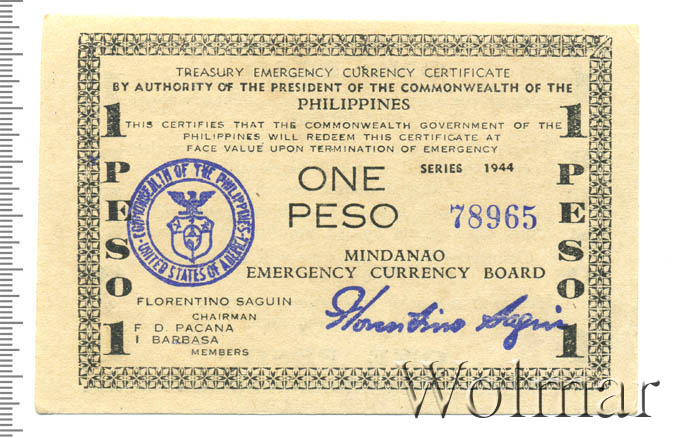 TREASURY EMERGENCY CURRENCY CERTIFICATE
BY AUTHORITY OF THE PRESIDENT OF THE COMMONWEALTH OF THE
PHILIPPINES
THIS CERTIFIES THAT THE COMMONWEALTH GOVERNMENT OF THE
PHILIPPINES WILL REDEEM THIS CERTIFICATE AT
FACE VALUE UPON TERMINATION OF EMERGENCY
SERIES 1944
1 PESO 1
ONE
PESO
78965
1 PESO 1
COMMONWEALTH OF THE PHILIPPINES
UNITED STATES OF AMERICA
MINDANAO
EMERGENCY CURRENCY BOARD
FLORENTINO SAGUIN
CHAIRMAN
F D. PACANA
I BARBASA
MEMBERS
Florentino Saguin
Wolmar